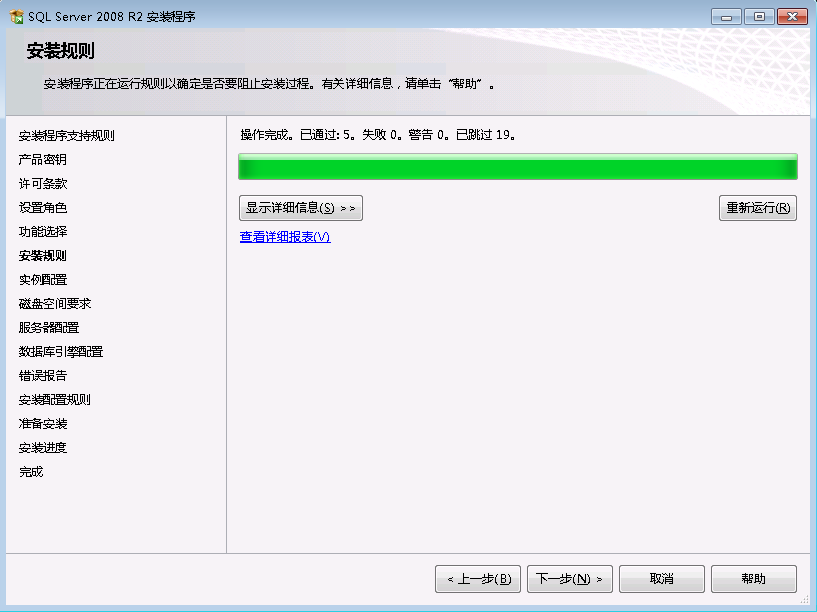 SQL Server 2008 R2 安装程序
安装规则
安装程序正在运行规则以确定是否要阻止安装过程。有关详细信息，请单击“帮助”。
安装程序支持规则
产品密钥
许可条款
设置角色
功能选择
安装规则
实例配置
磁盘空间要求
服务器配置
数据库引擎配置
错误报告
安装配置规则
准备安装
安装进度
完成
操作完成。已通过: 5。失败 0。警告 0。已跳过 19。
显示详细信息(S) >> 重新运行(R)
查看详细报表(V)
< 上一步(B) 下一步(N) > 取消 帮助